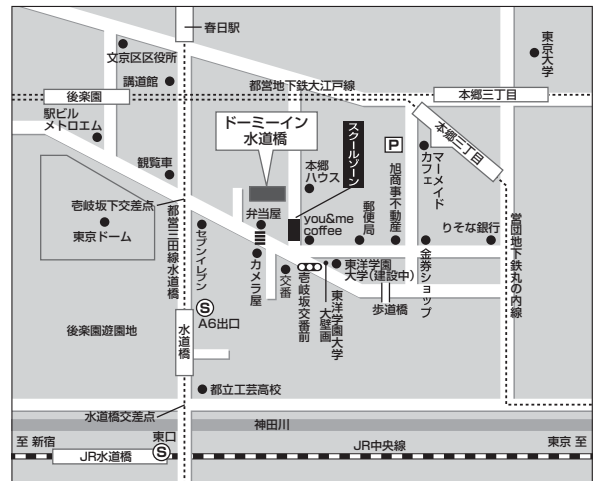 春日駅
文京区区役所
講道館
都営地下鉄大江戸線
東京大学
後楽園
本郷三丁目
駅ビル
メトロエム
ドーミーイン
水道橋
スクールゾーン
P
本郷三丁目
観覧車
本郷
ハウス
旭商事不動産
マーメイド
カフェ
壱岐坂下交差点
東京ドーム
都営三田線水道橋
セブンイレブン
弁当屋
you&me
coffee
郵便局
りそな銀行
営団地下鉄丸の内線
カメラ屋
交番
壱岐坂交番前
大壁画
東洋学園大学
東洋学園
大学(建設中)
歩道橋
金券ショップ
S
A6出口
後楽園遊園地
水道橋
都立工芸高校
水道橋交差点
神田川
至 新宿
東口
S
JR水道橋
JR中央線
東京 至